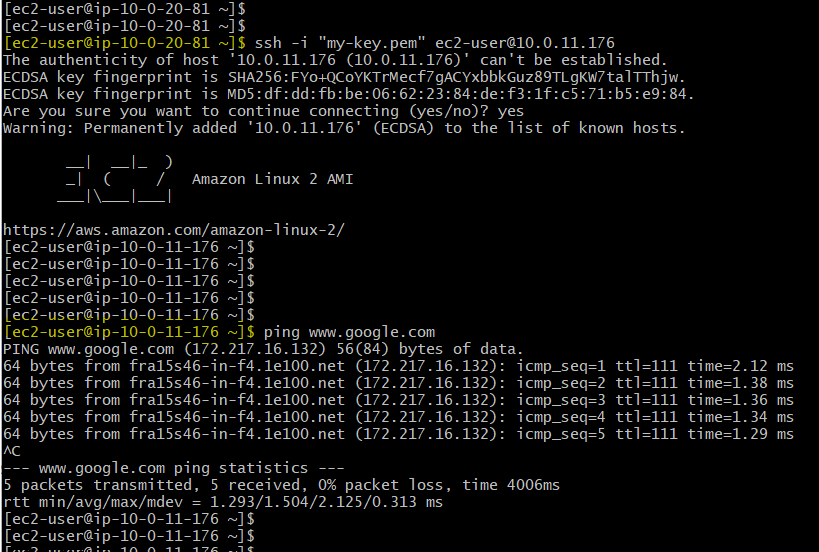 [ec2-user@ip-10-0-20-81 ~]$
[ec2-user@ip-10-0-20-81 ~]$
[ec2-user@ip-10-0-20-81 ~]$ ssh -i "my-key.pem" ec2-user@10.0.11.176
The authenticity of host '10.0.11.176 (10.0.11.176)' can't be established.
ECDSA key fingerprint is SHA256:FYo+QCoYKTrMecf7gACYxbbkGuz89TLgKW7talTThjw.
ECDSA key fingerprint is MD5:df:dd:fb:be:06:62:23:84:de:f3:1f:c5:71:b5:e9:84.
Are you sure you want to continue connecting (yes/no)? yes
Warning: Permanently added '10.0.11.176' (ECDSA) to the list of known hosts.
       __|  __|_  )
       _|  (     /   Amazon Linux 2 AMI
      ___|\___|___|
https://aws.amazon.com/amazon-linux-2/
[ec2-user@ip-10-0-11-176 ~]$
[ec2-user@ip-10-0-11-176 ~]$
[ec2-user@ip-10-0-11-176 ~]$
[ec2-user@ip-10-0-11-176 ~]$
[ec2-user@ip-10-0-11-176 ~]$
[ec2-user@ip-10-0-11-176 ~]$ ping www.google.com
PING www.google.com (172.217.16.132) 56(84) bytes of data.
64 bytes from fra15s46-in-f4.1e100.net (172.217.16.132): icmp_seq=1 ttl=111 time=2.12 ms
64 bytes from fra15s46-in-f4.1e100.net (172.217.16.132): icmp_seq=2 ttl=111 time=1.38 ms
64 bytes from fra15s46-in-f4.1e100.net (172.217.16.132): icmp_seq=3 ttl=111 time=1.36 ms
64 bytes from fra15s46-in-f4.1e100.net (172.217.16.132): icmp_seq=4 ttl=111 time=1.34 ms
64 bytes from fra15s46-in-f4.1e100.net (172.217.16.132): icmp_seq=5 ttl=111 time=1.29 ms
^C
--- www.google.com ping statistics ---
5 packets transmitted, 5 received, 0% packet loss, time 4006ms
rtt min/avg/max/mdev = 1.293/1.504/2.125/0.313 ms
[ec2-user@ip-10-0-11-176 ~]$
[ec2-user@ip-10-0-11-176 ~]$
[ec2-user@ip-10-0-11-176 ~]$